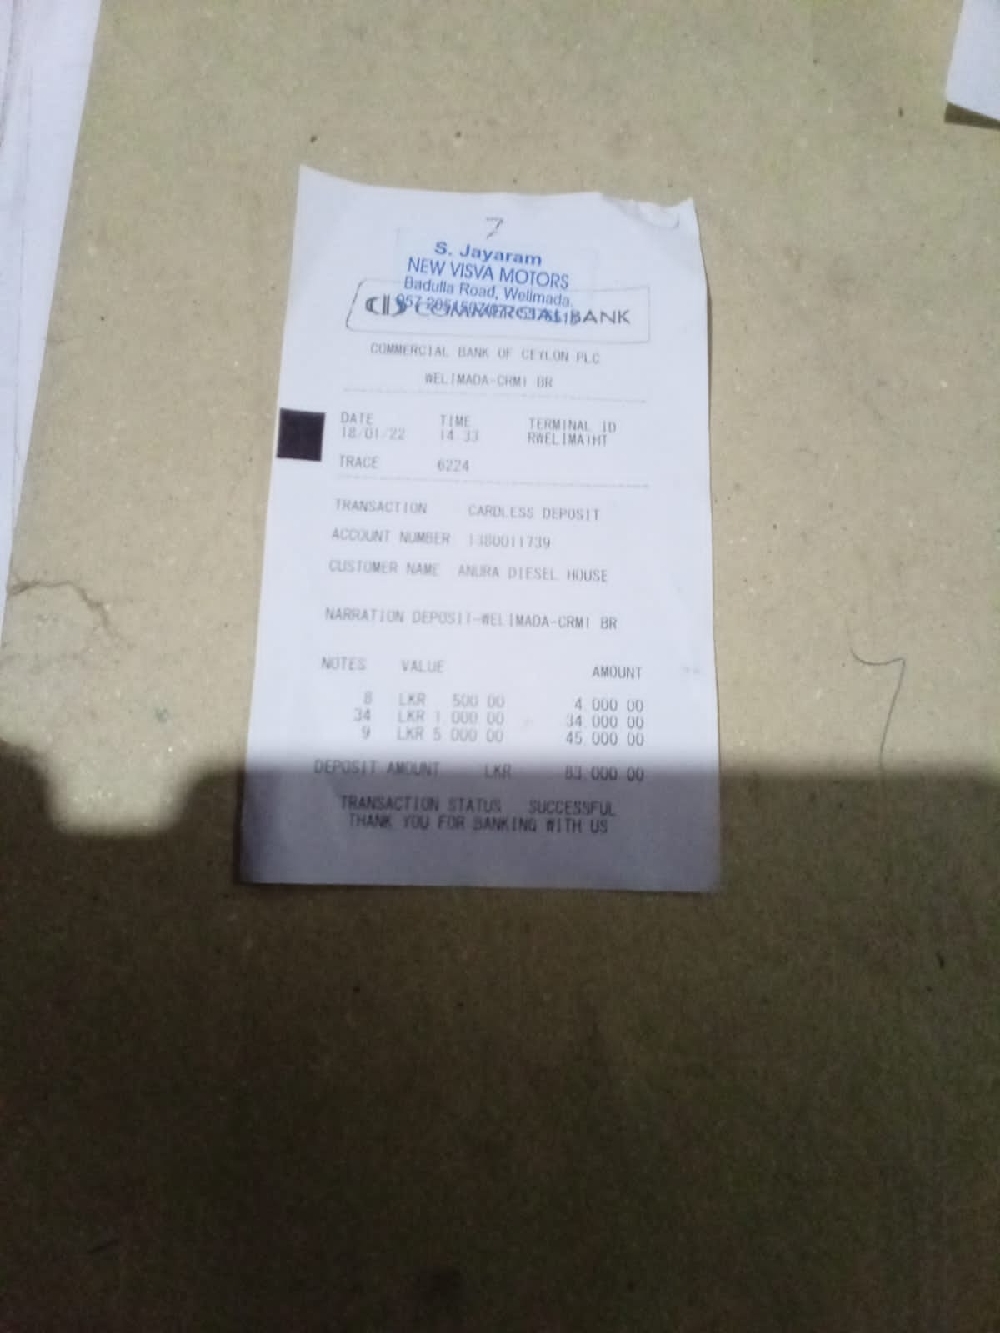 7
S. Jayaram
NEW VISVA MOTORS
Badulla Road, Welimada.
COMMERCIAL BANK
COMMERCIAL BANK OF CEYLON PLC
WELIMADA-CRM1 BR
DATE TIME TERMINAL ID
18/01/22 14:33
TRACE 6224
TRANSACTION CARDLESS DEPOSIT
ACCOUNT NUMBER 1380011739
CUSTOMER NAME ANURA DIESEL HOUSE
NARRATION DEPOSIT-WELIMADA-CRM1 BR
NOTES VALUE AMOUNT
8 LKR 500.00 4,000.00
34 LKR 1,000.00 34,000.00
9 LKR 5,000.00 45,000.00
DEPOSIT AMOUNT LKR 83,000.00
TRANSACTION STATUS SUCCESSFUL
THANK YOU FOR BANKING WITH US